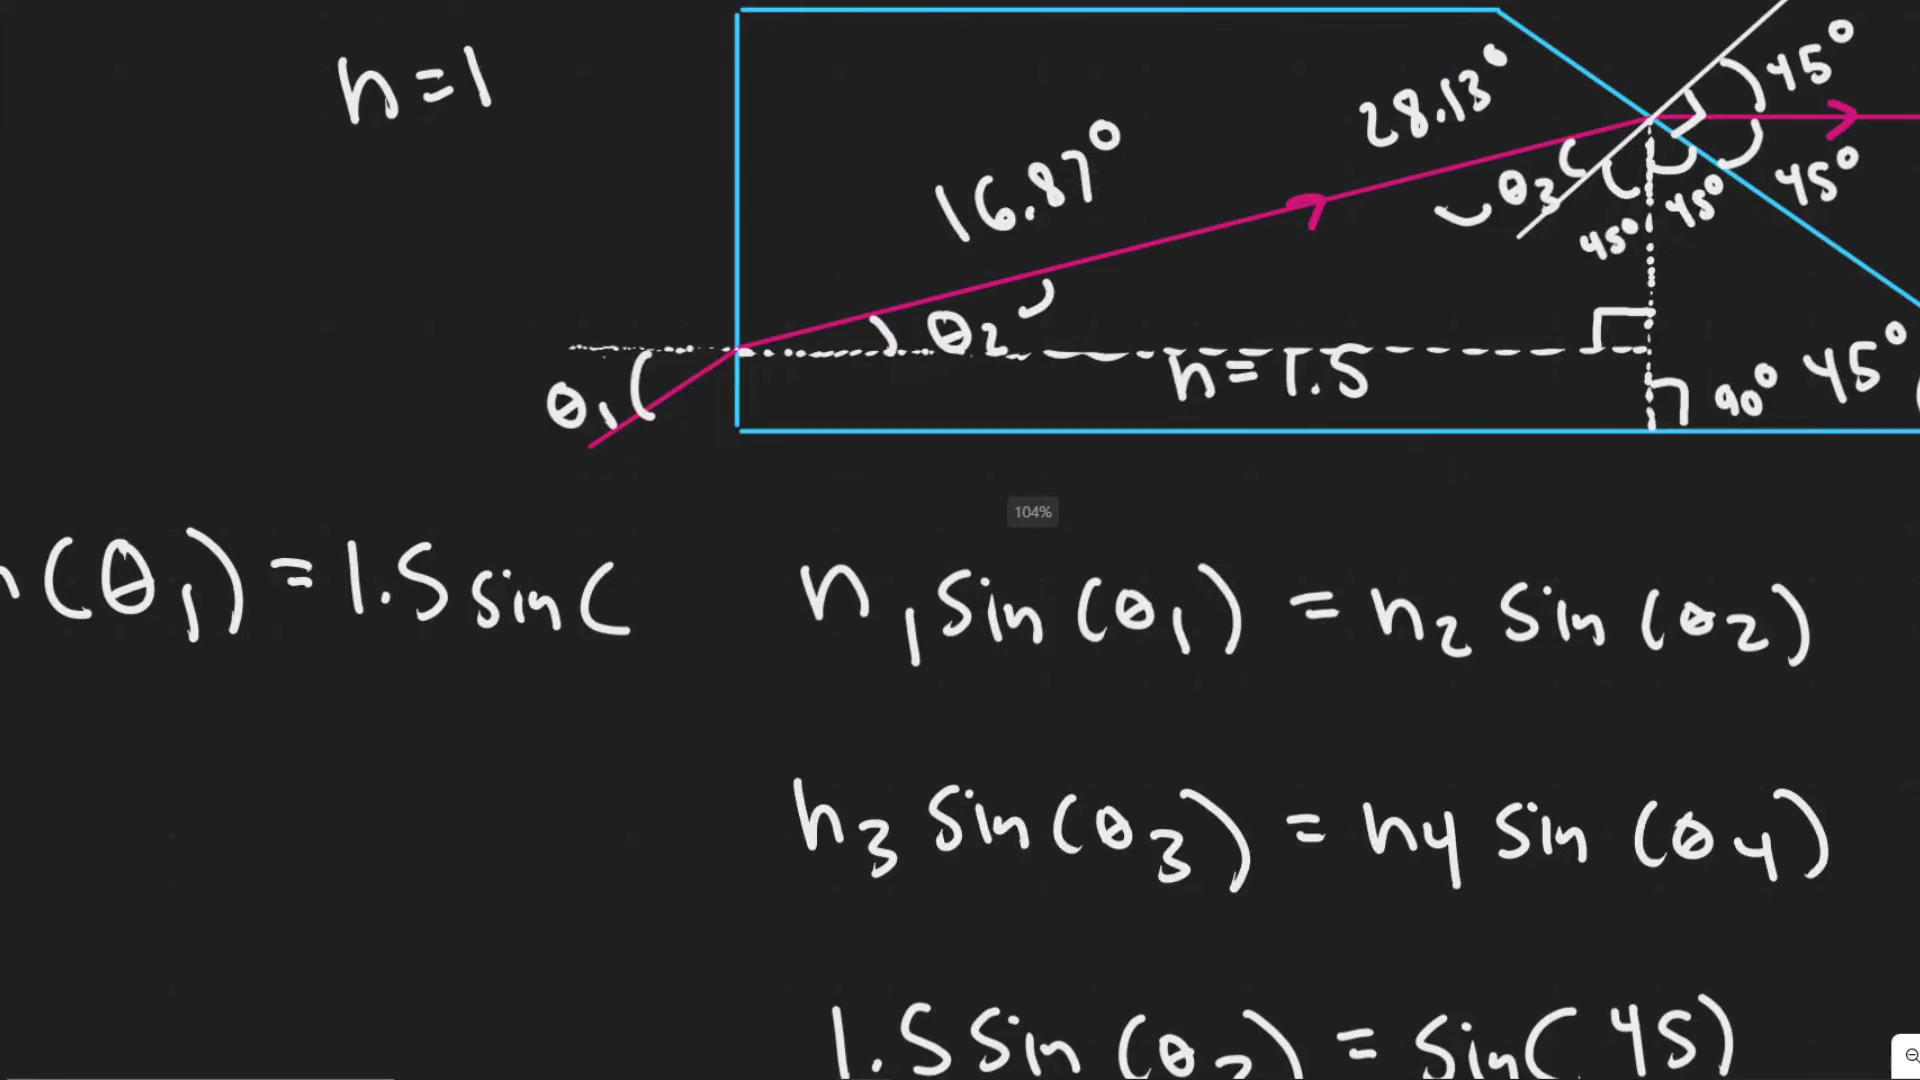 n=1
28.13°
45°
16.87°
θ3
45°
45°
45°
θ2
n=1.5
θ1
90°
45°
104%
(θ1) = 1.5 sin(
n1 sin(θ1) = n2 sin(θ2)
n3 sin(θ3) = n4 sin(θ4)
1.5 sin(θ3) = sin(45)